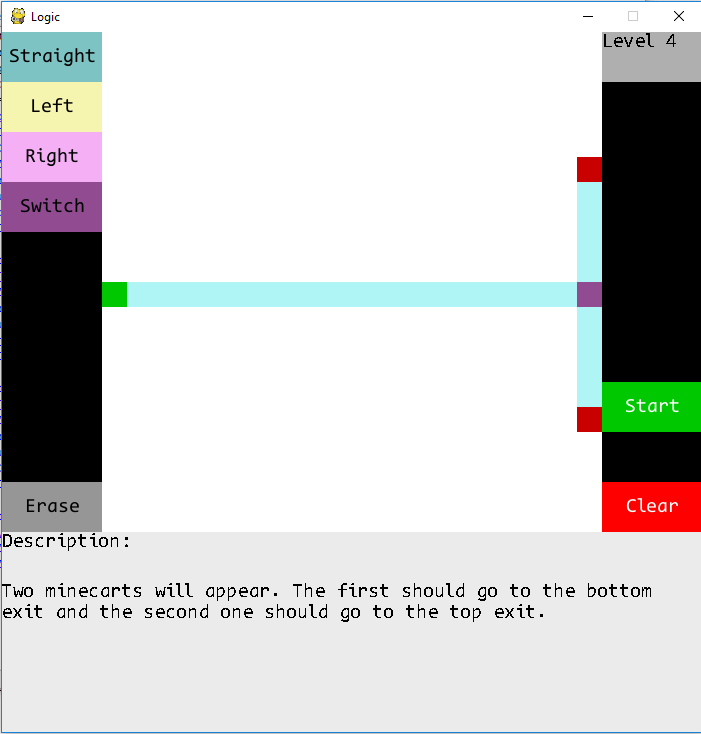 Logic
Level 4
Straight
Left
Right
Switch
Start
Erase
Clear
Description:
Two minecarts will appear. The first should go to the bottom
exit and the second one should go to the top exit.